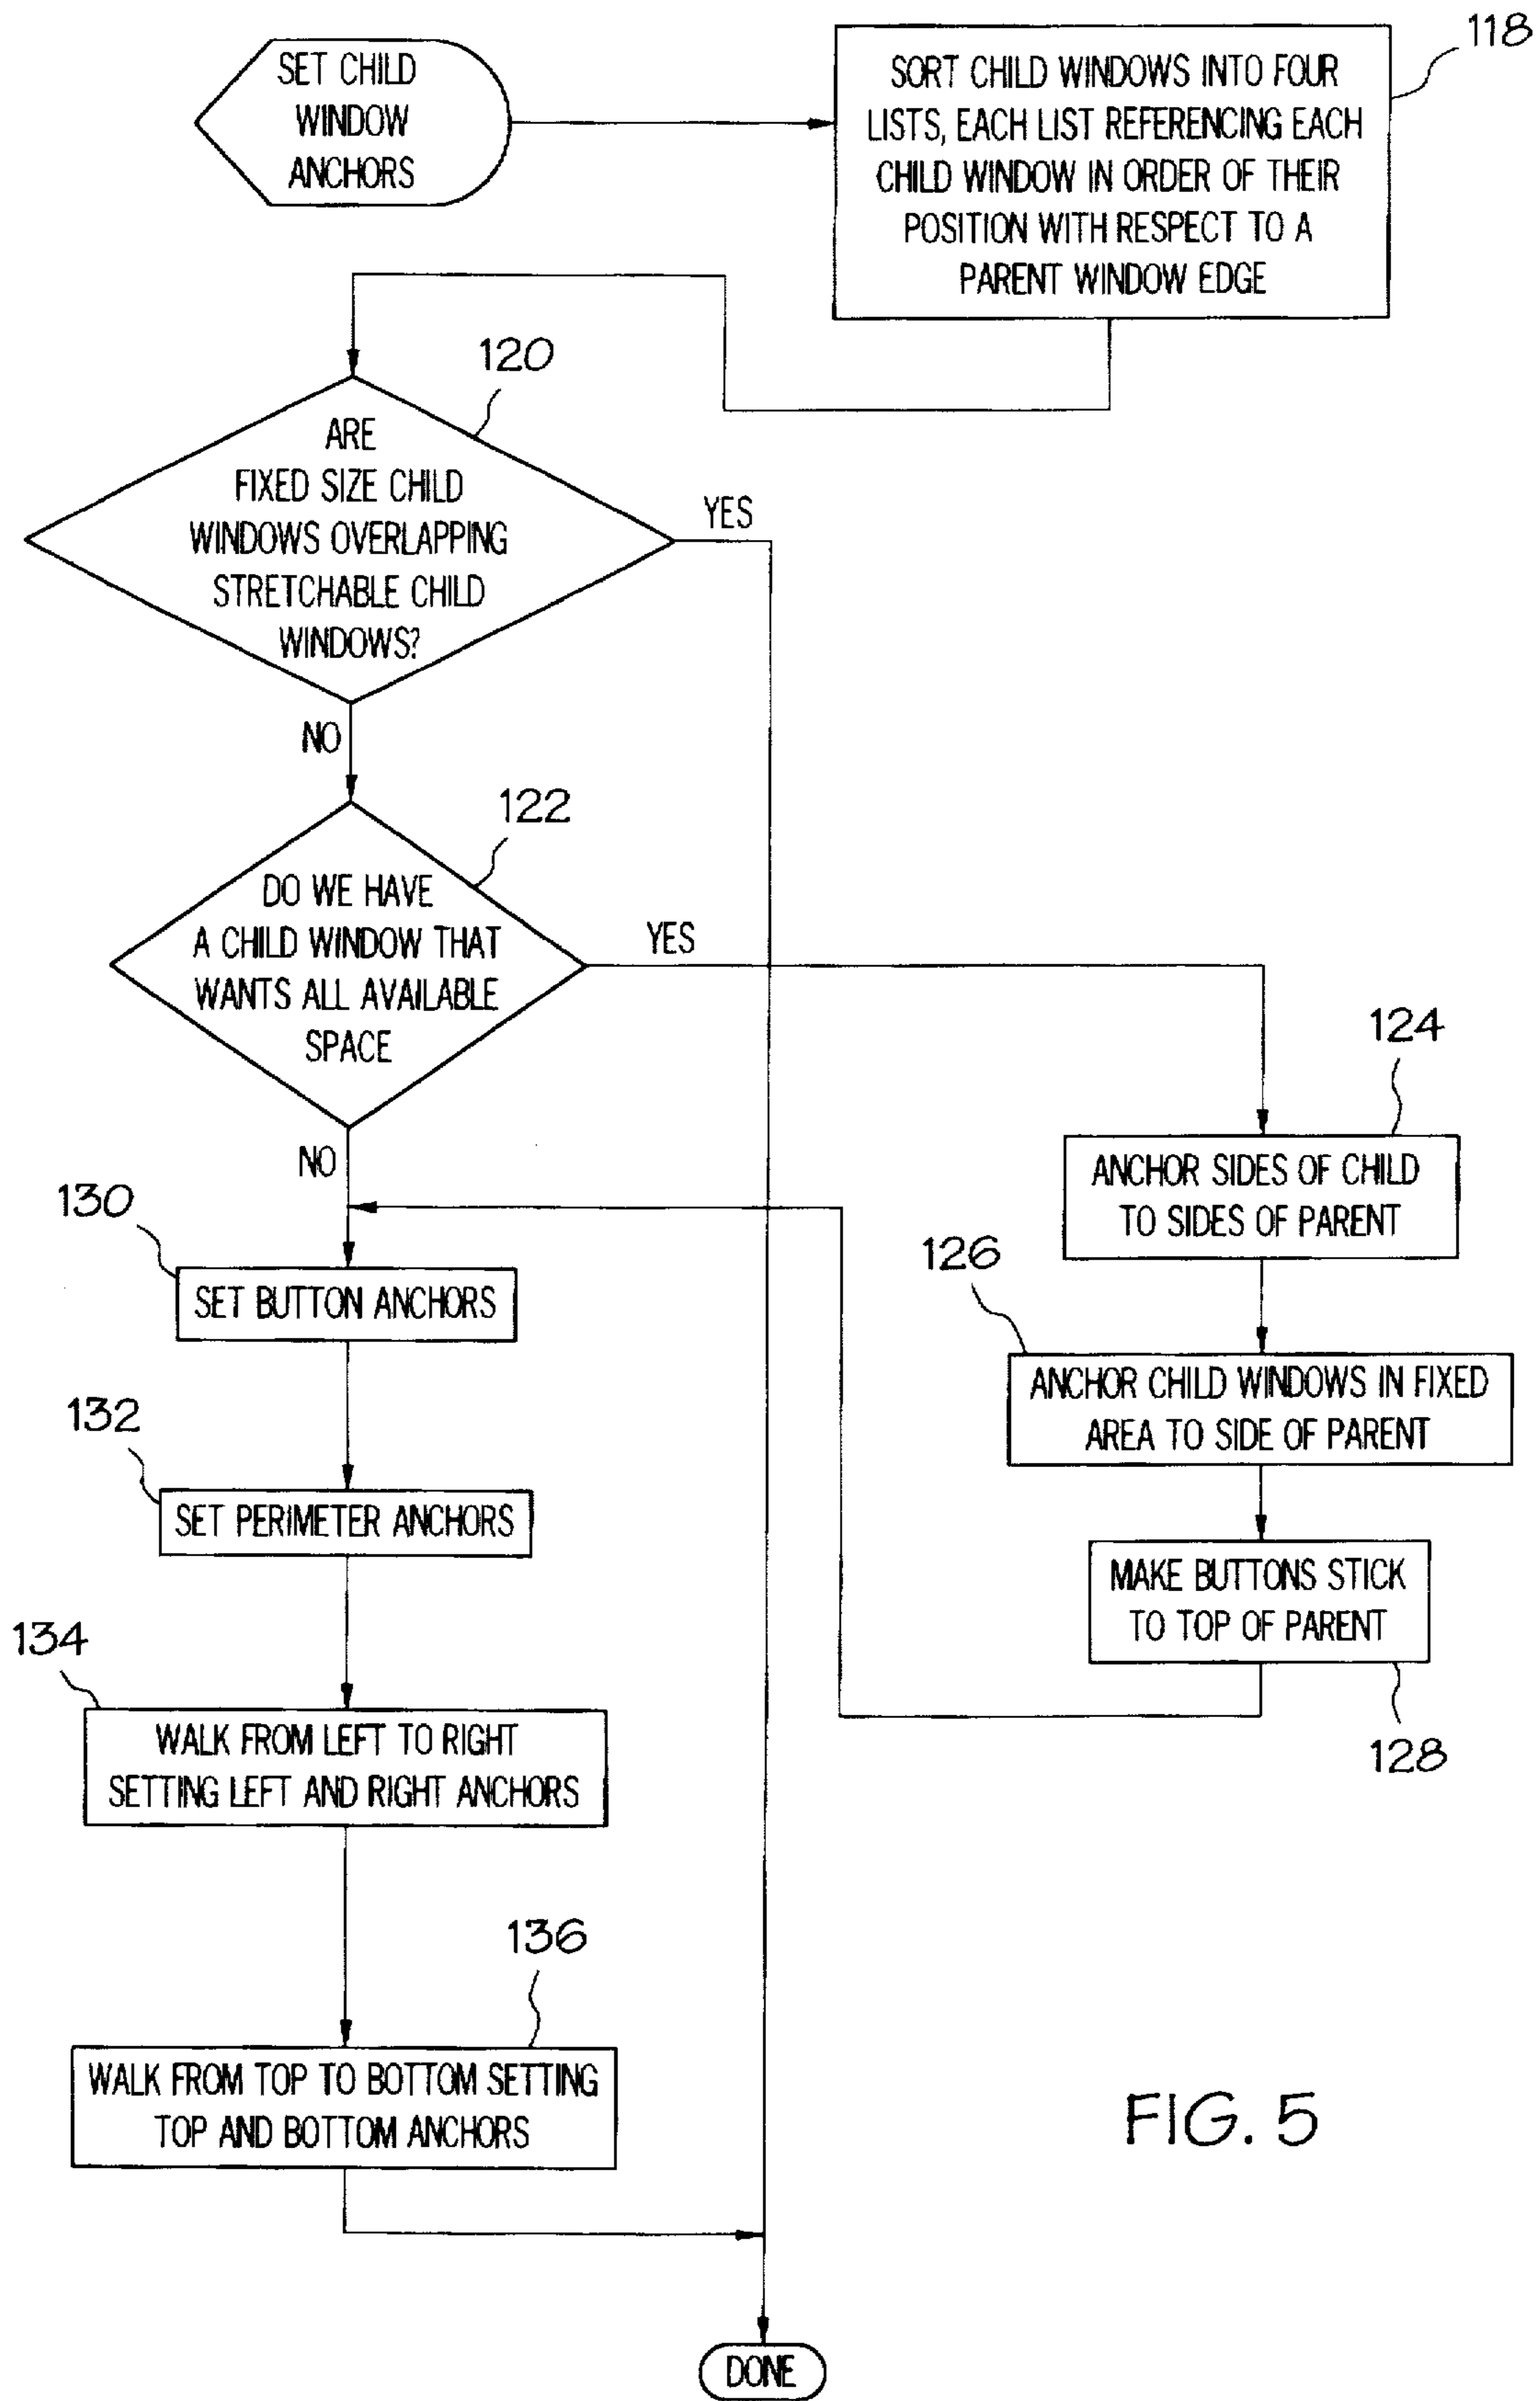 SET CHILD
WINDOW
ANCHORS
118
SORT CHILD WINDOWS INTO FOUR
LISTS, EACH LIST REFERENCING EACH
CHILD WINDOW IN ORDER OF THEIR
POSITION WITH RESPECT TO A
PARENT WINDOW EDGE
120
ARE
FIXED SIZE CHILD
WINDOWS OVERLAPPING
STRETCHABLE CHILD
WINDOWS?
YES
NO
122
DO WE HAVE
A CHILD WINDOW THAT
WANTS ALL AVAILABLE
SPACE
YES
NO
124
ANCHOR SIDES OF CHILD
TO SIDES OF PARENT
126
ANCHOR CHILD WINDOWS IN FIXED
AREA TO SIDE OF PARENT
MAKE BUTTONS STICK
TO TOP OF PARENT
128
130
SET BUTTON ANCHORS
132
SET PERIMETER ANCHORS
134
WALK FROM LEFT TO RIGHT
SETTING LEFT AND RIGHT ANCHORS
136
WALK FROM TOP TO BOTTOM SETTING
TOP AND BOTTOM ANCHORS
FIG. 5
DONE